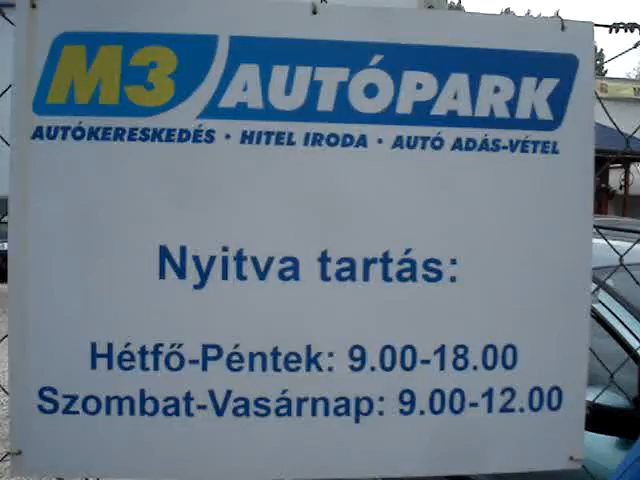 M3 AUTÓPARK
AUTÓKERESKEDÉS · HITEL IRODA · AUTÓ ADÁS-VÉTEL
Nyitva tartás:
Hétfő-Péntek: 9.00-18.00
Szombat-Vasárnap: 9.00-12.00